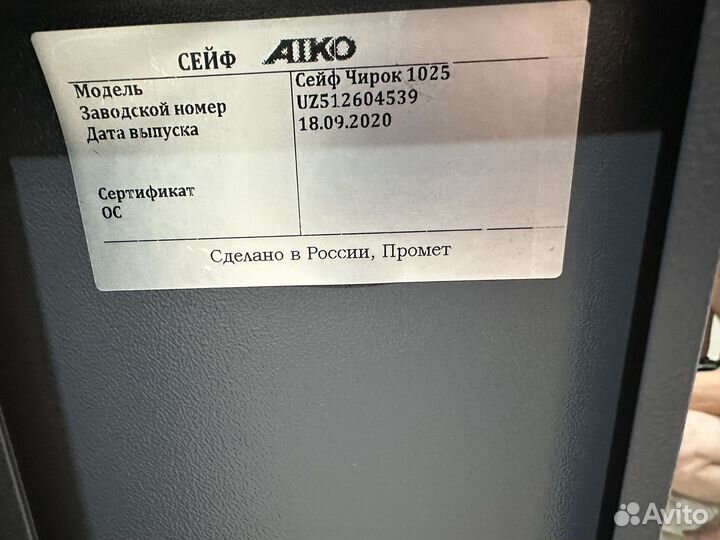 СЕЙФ AIKO
Модель Сейф Чирок 1025
Заводской номер UZ512604539
Дата выпуска 18.09.2020
Сертификат
ОС
Сделано в России, Промет
Avito